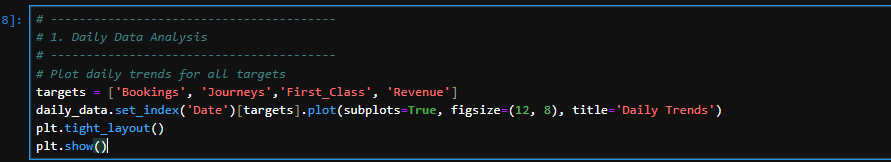 8]:
# ------------------------------------
# 1. Daily Data Analysis
# ------------------------------------
# Plot daily trends for all targets
targets = ['Bookings', 'Journeys','First_Class', 'Revenue']
daily_data.set_index('Date')[targets].plot(subplots=True, figsize=(12, 8), title='Daily Trends')
plt.tight_layout()
plt.show()